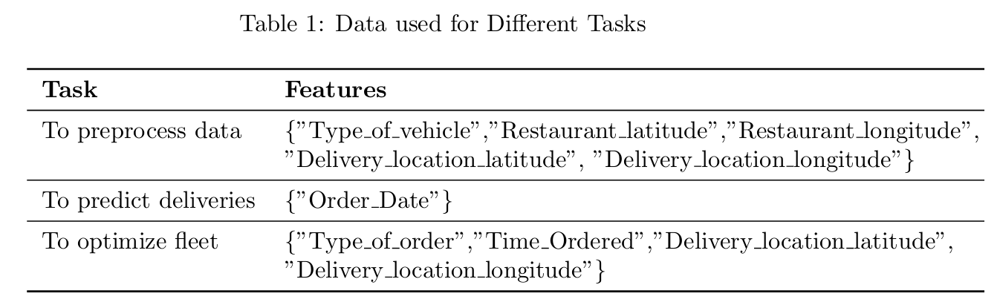 Table 1: Data used for Different Tasks
Task Features
To preprocess data {”Type_of_vehicle”,”Restaurant_latitude”,”Restaurant_longitude”,
”Delivery_location_latitude”, ”Delivery_location_longitude”}
To predict deliveries {”Order_Date”}
To optimize fleet {”Type_of_order”,”Time_Ordered”,”Delivery_location_latitude”,
”Delivery_location_longitude”}